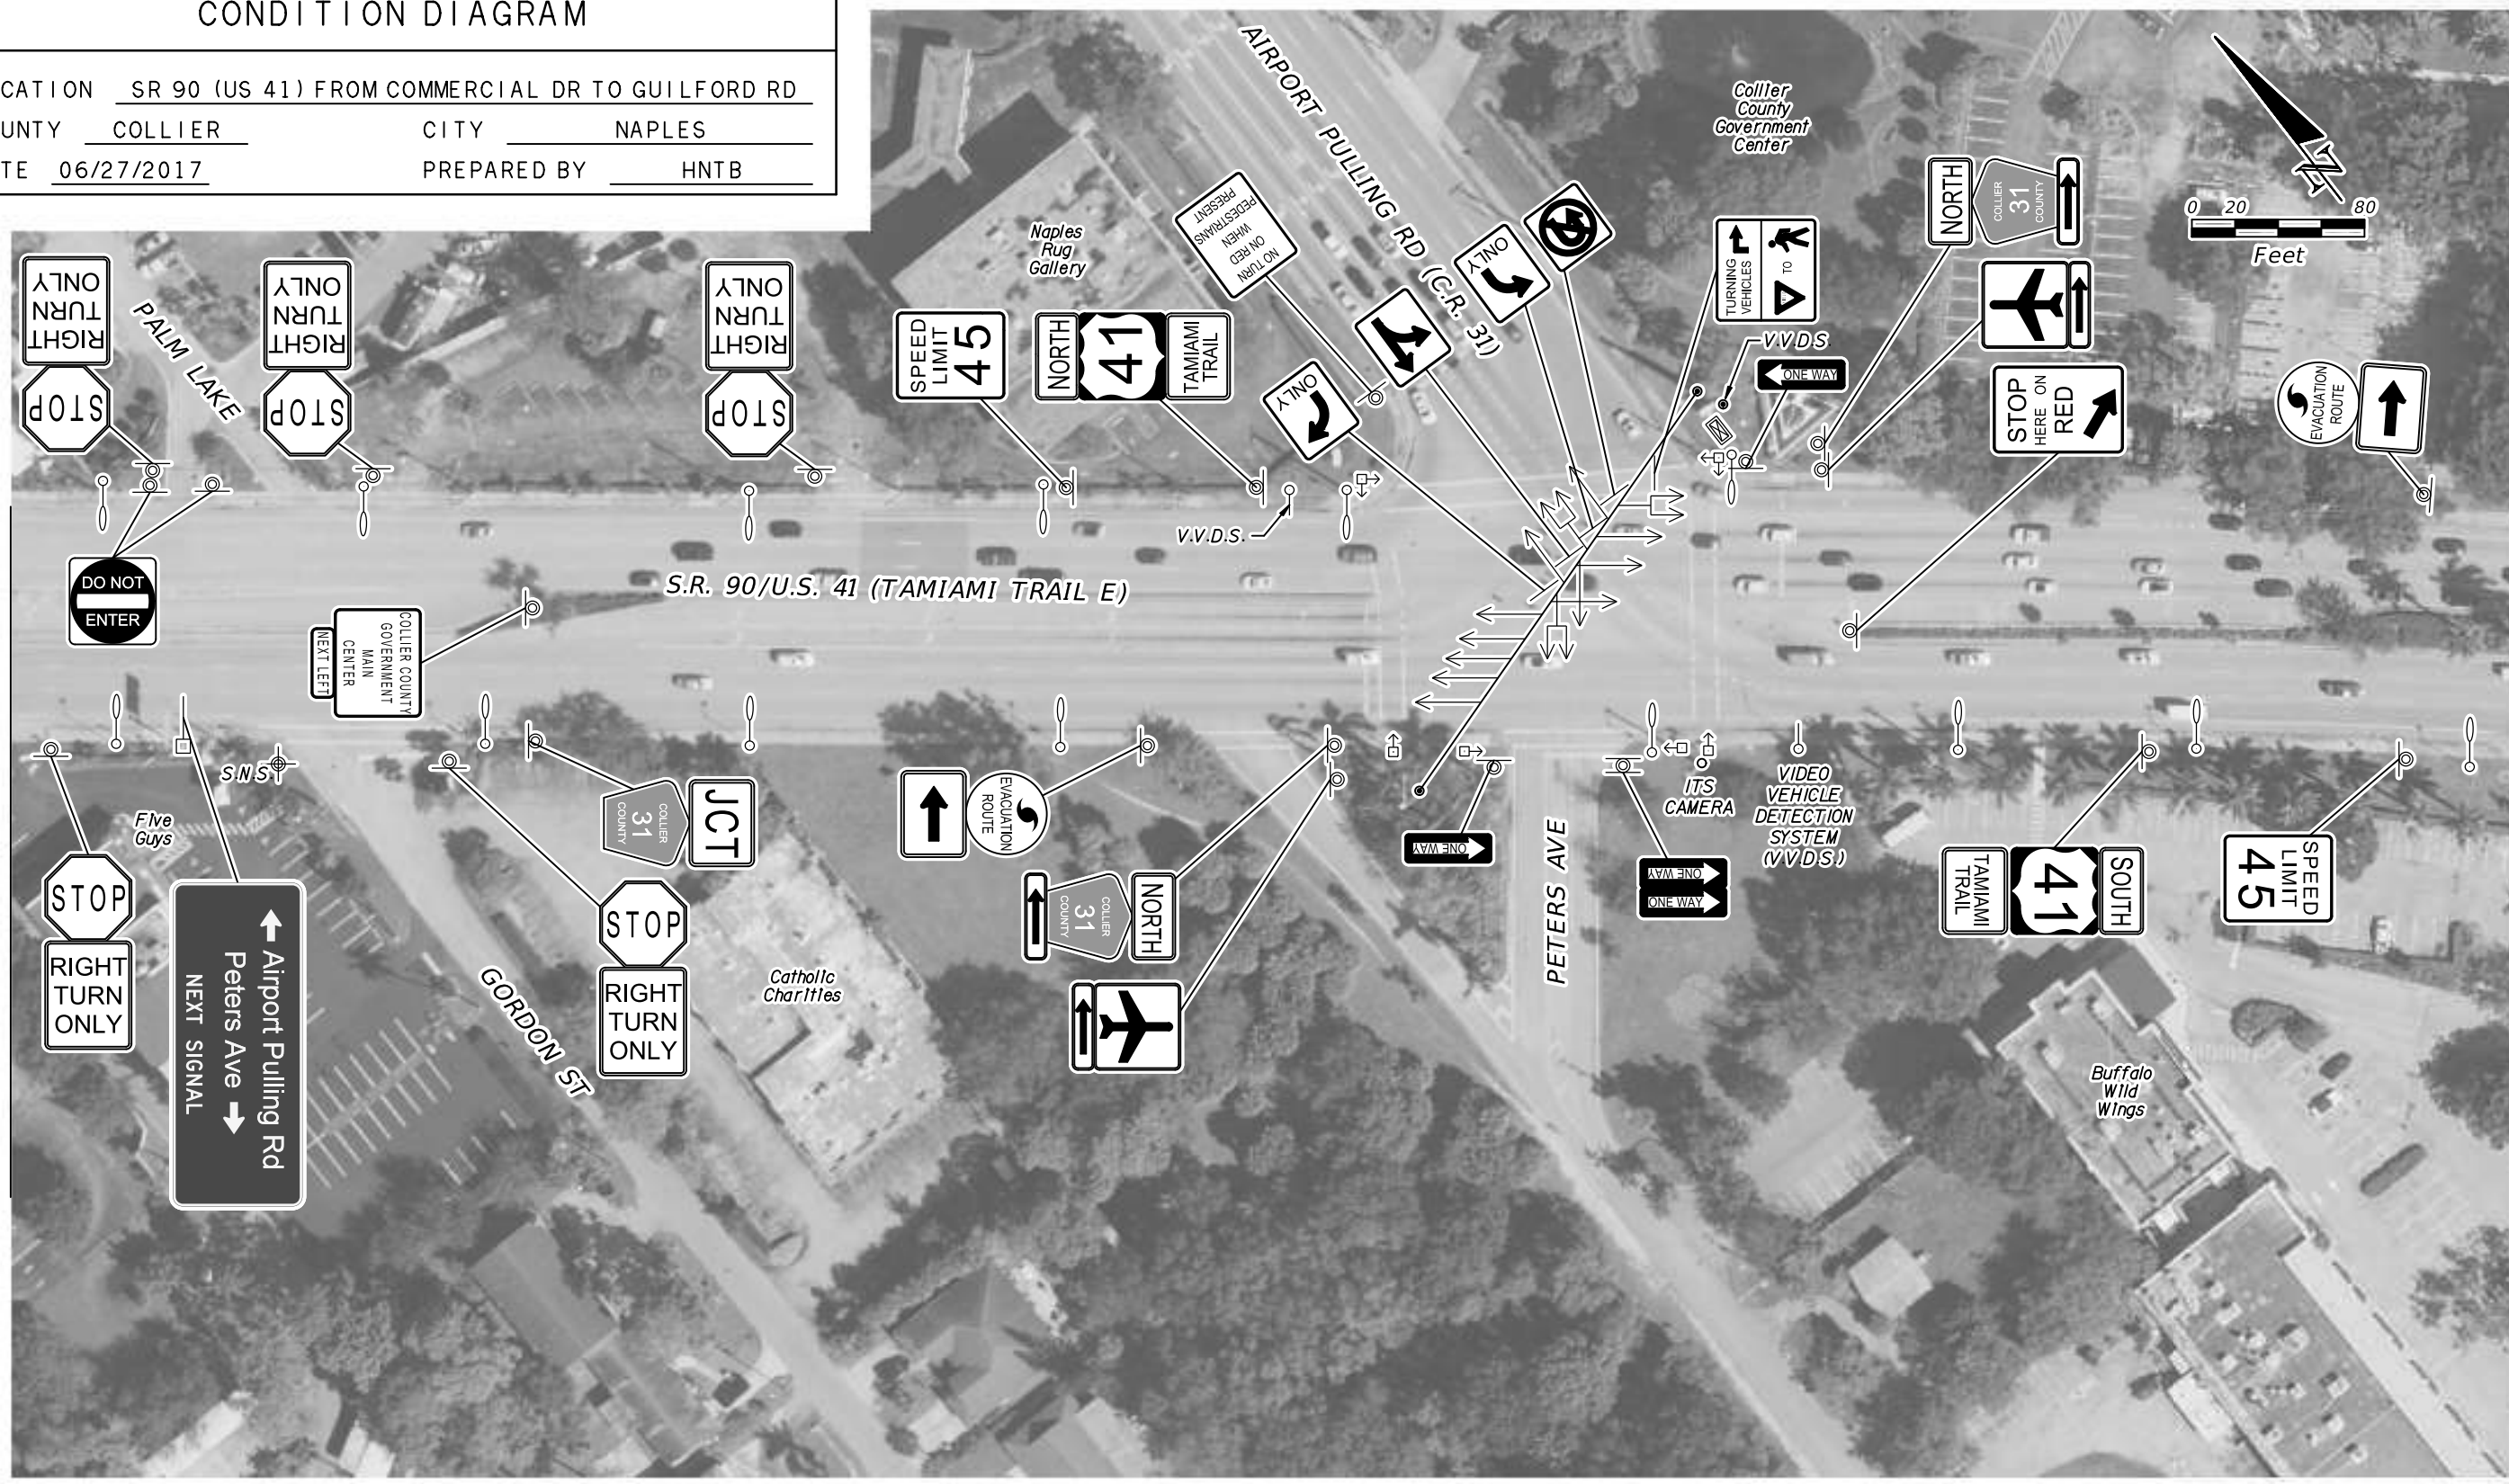 CONDITION DIAGRAM
CATION SR 90 (US 41) FROM COMMERCIAL DR TO GUILFORD RD
UNTY COLLIER CITY NAPLES
TE 06/27/2017 PREPARED BY HNTB
AIRPORT PULLING RD (C.R. 31)
Collier
County
Government
Center
NORTH
COLLIER
31
COUNTY
N
0 20 80
Feet
Naples
Rug
Gallery
NO TURN
ON RED
WHEN
PEDESTRIANS
PRESENT
ONLY
ONLY
TURNING
VEHICLES
TO
V.V.D.S
ONE WAY
STOP
HERE ON
RED
EVACUATION
ROUTE
RIGHT
TURN
ONLY
STOP
PALM LAKE
RIGHT
TURN
ONLY
STOP
RIGHT
TURN
ONLY
STOP
SPEED
LIMIT
45
NORTH
41
TAMIAMI
TRAIL
V.V.D.S.
DO NOT
ENTER
S.R. 90/U.S. 41 (TAMIAMI TRAIL E)
COLLIER COUNTY
GOVERNMENT
MAIN
CENTER
NEXT LEFT
S.N.S
Five
Guys
STOP
RIGHT
TURN
ONLY
Airport Pulling Rd
Peters Ave
NEXT SIGNAL
GORDON ST
JCT
COLLIER
31
COUNTY
STOP
RIGHT
TURN
ONLY
Catholic
Charities
EVACUATION
ROUTE
NORTH
COLLIER
31
COUNTY
ONE WAY
PETERS AVE
ONE WAY
ONE WAY
ITS
CAMERA
VIDEO
VEHICLE
DETECTION
SYSTEM
(V.V.D.S.)
SOUTH
41
TAMIAMI
TRAIL
SPEED
LIMIT
45
Buffalo
Wild
Wings